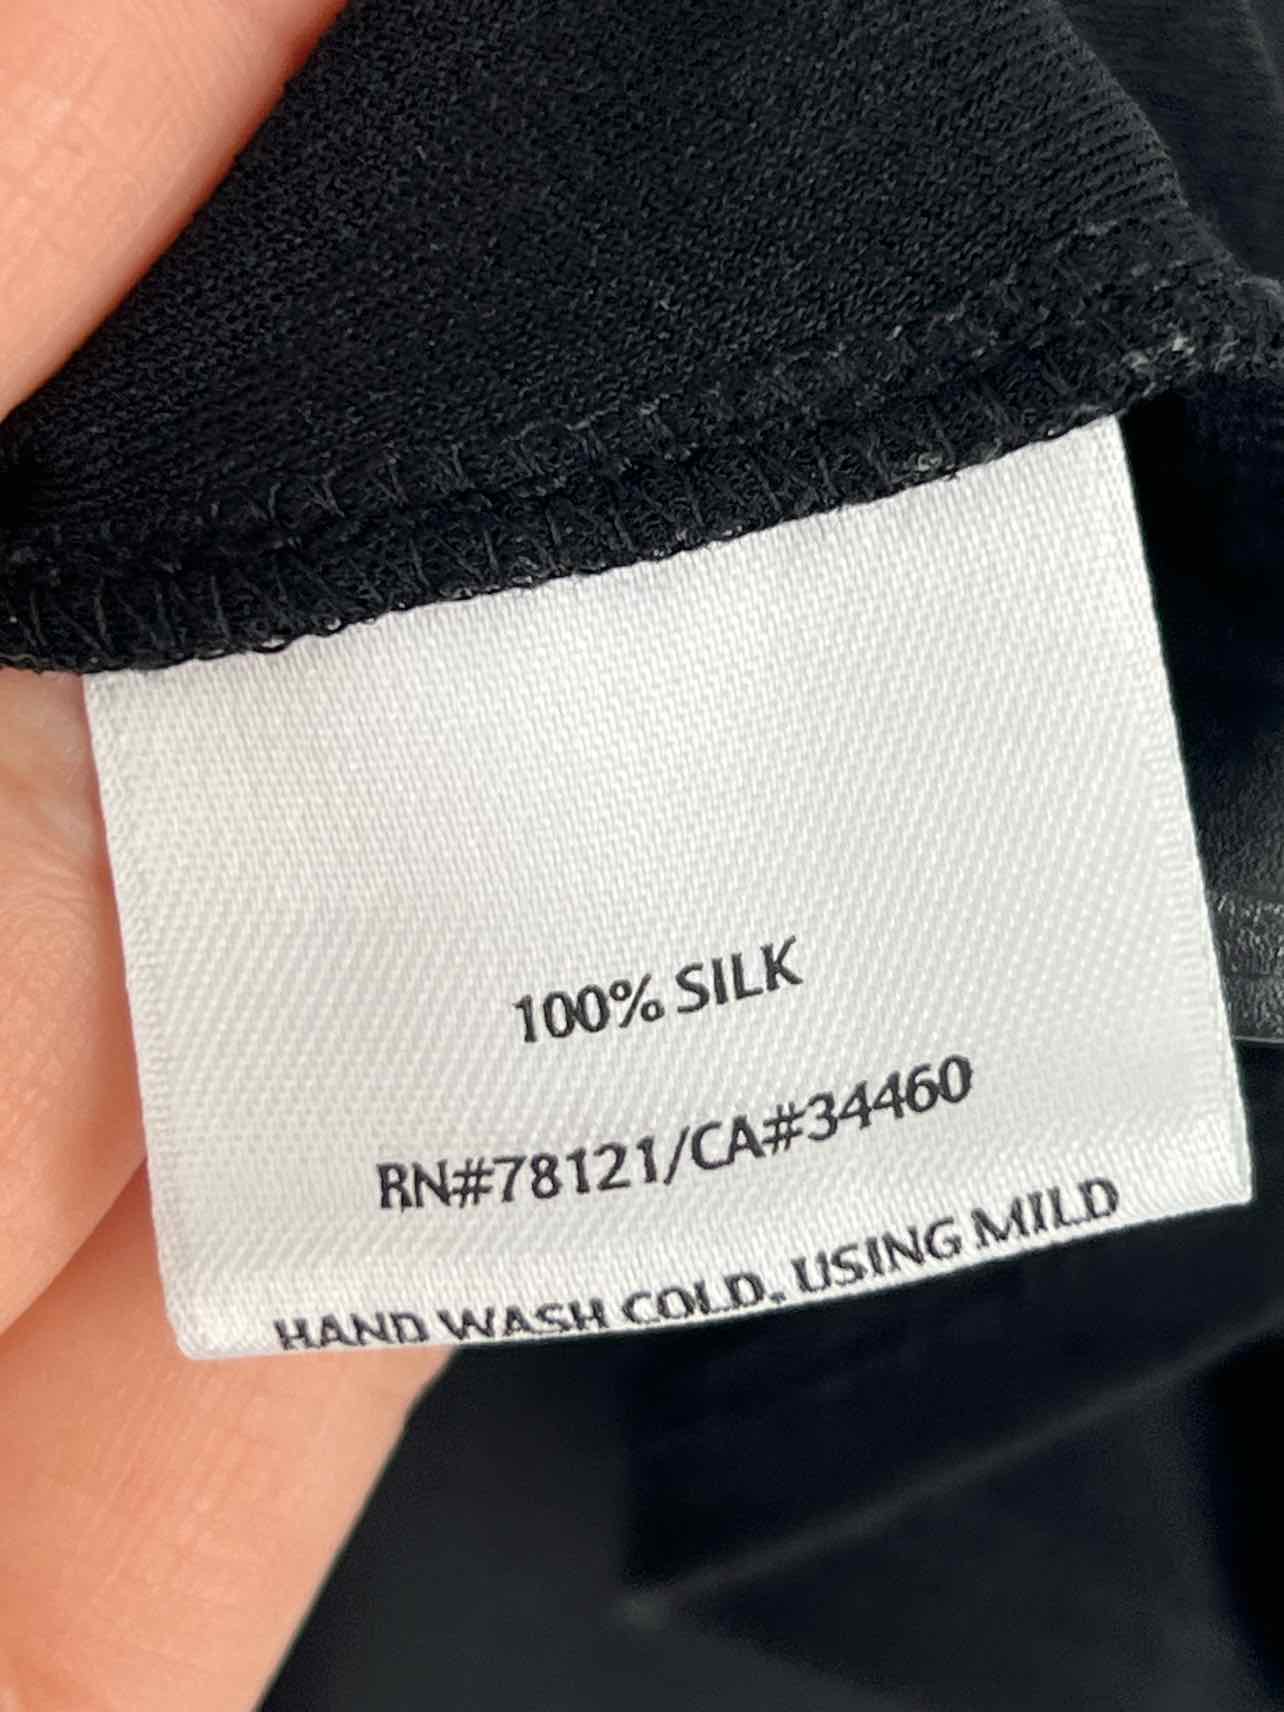 100% SILK
RN#78121/CA#34460
HAND WASH COLD, USING MILD